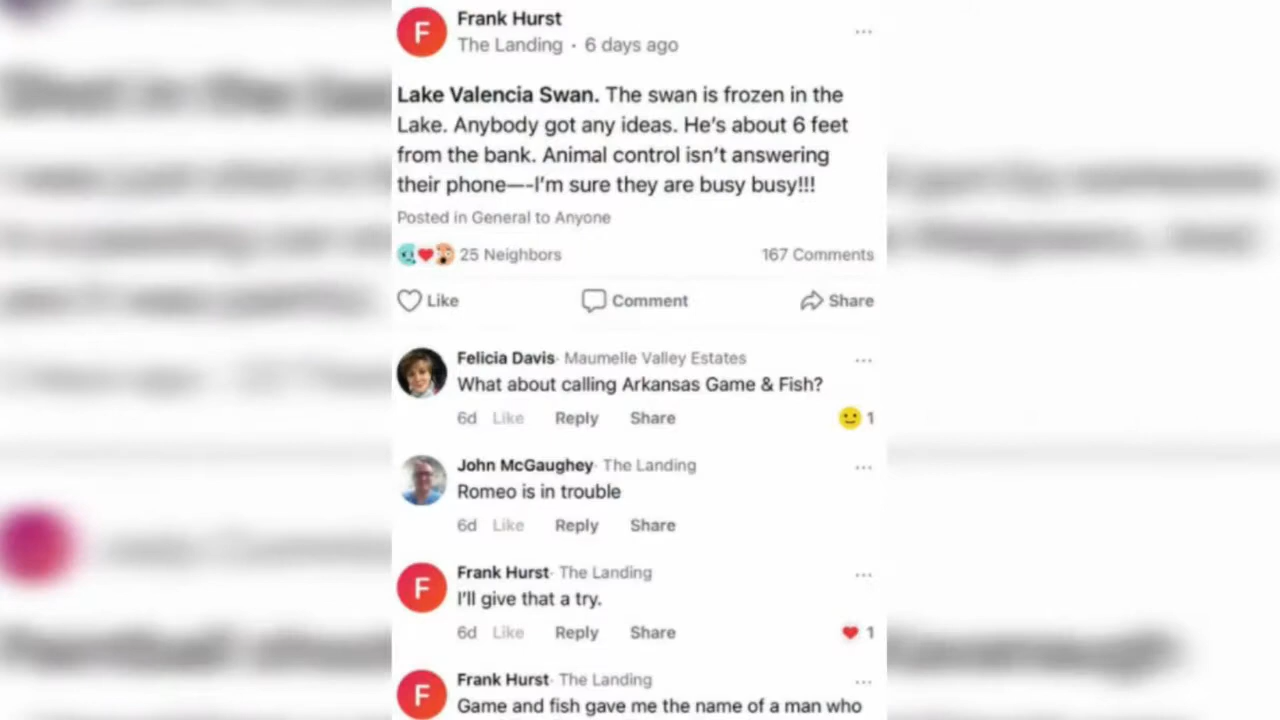 F
Frank Hurst
The Landing · 6 days ago
Lake Valencia Swan. The swan is frozen in the
Lake. Anybody got any ideas. He's about 6 feet
from the bank. Animal control isn't answering
their phone—-I'm sure they are busy busy!!!
Posted in General to Anyone
25 Neighbors 167 Comments
Like Comment Share
Felicia Davis · Maumelle Valley Estates
What about calling Arkansas Game & Fish?
6d Like Reply Share 1
John McGaughey · The Landing
Romeo is in trouble
6d Like Reply Share
F
Frank Hurst · The Landing
I'll give that a try.
6d Like Reply Share 1
F
Frank Hurst · The Landing
Game and fish gave me the name of a man who